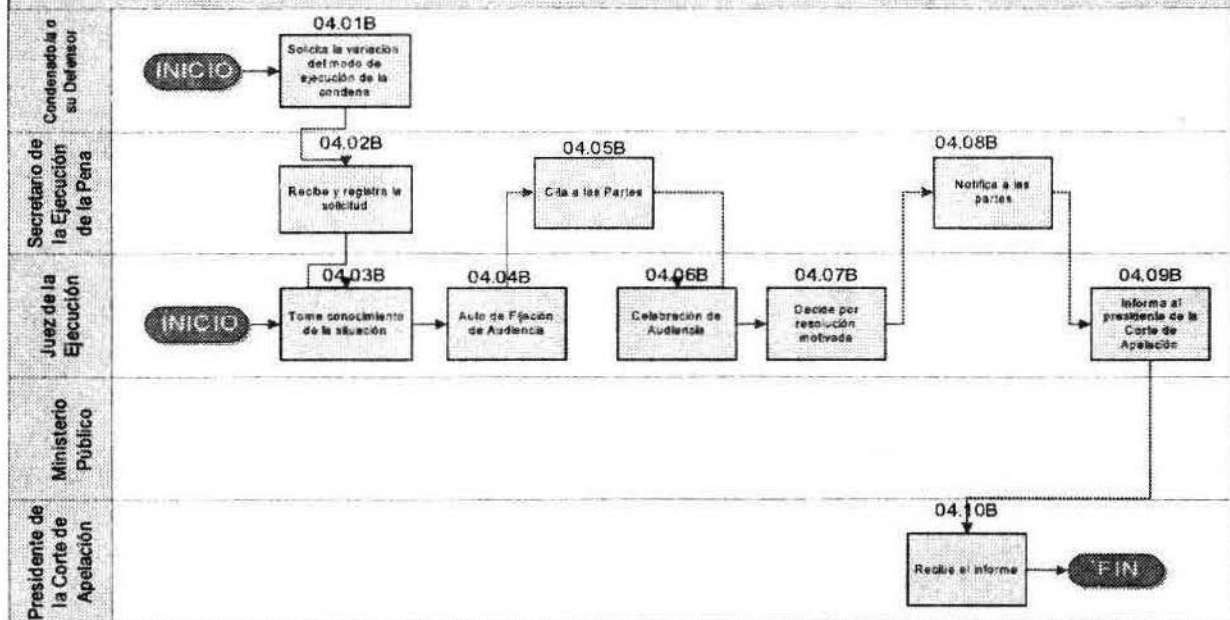 Condenado/a o
su Defensor
INICIO
04.01B
Solicita la variación
del modo de
ejecución de la
condena
Secretario de
la Ejecución
de la Pena
04.02B
Recibe y registra la
solicitud
04.05B
Cita a las Partes
04.08B
Notifica a las
partes
Juez de la
Ejecución
INICIO
04.03B
Toma conocimiento
de la situación
04.04B
Auto de Fijación
de Audiencia
04.06B
Celebración de
Audiencia
04.07B
Decide por
resolución
motivada
04.09B
Informa al
presidente de la
Corte de
Apelación
Ministerio
Público
Presidente de
la Corte de
Apelación
04.10B
Recibe el informe
FIN